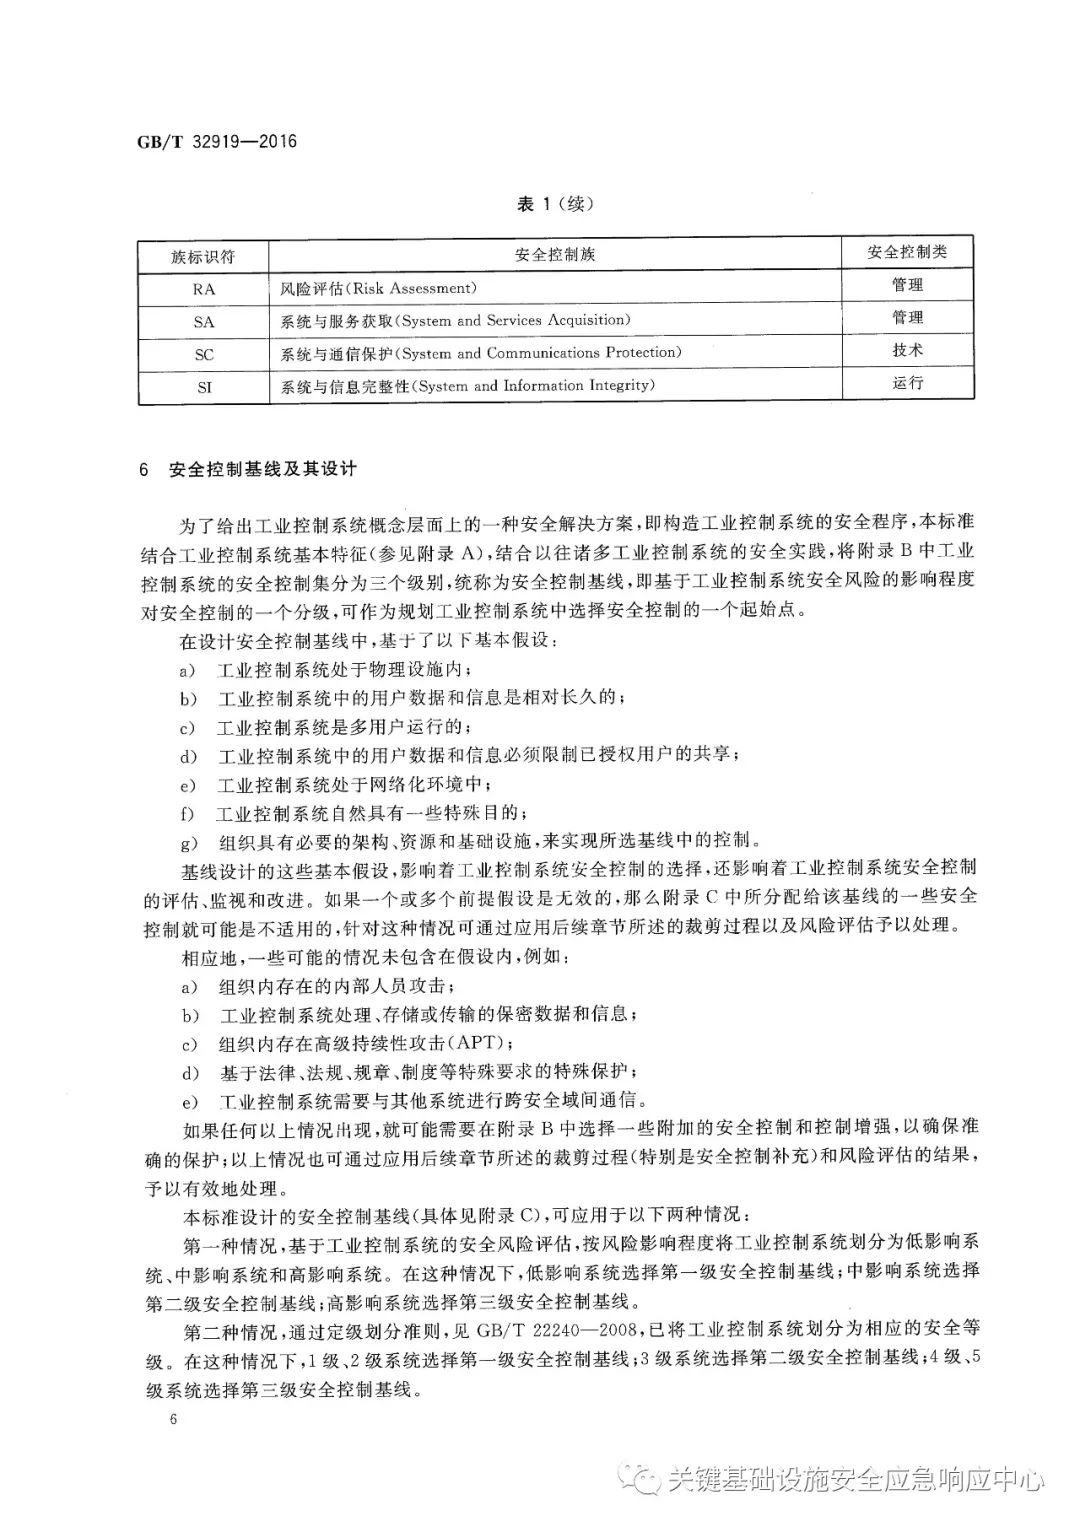 GB/T 32919—2016
表 1（续）
族标识符 安全控制族 安全控制类
RA 风险评估(Risk Assessment) 管理
SA 系统与服务获取(System and Services Acquisition) 管理
SC 系统与通信保护(System and Communications Protection) 技术
SI 系统与信息完整性(System and Information Integrity) 运行
6 安全控制基线及其设计
为了给出工业控制系统概念层面上的一种安全解决方案,即构造工业控制系统的安全程序,本标准
结合工业控制系统基本特征(参见附录 A),结合以往诸多工业控制系统的安全实践,将附录 B 中工业
控制系统的安全控制集分为三个级别,统称为安全控制基线,即基于工业控制系统安全风险的影响程度
对安全控制的一个分级,可作为规划工业控制系统中选择安全控制的一个起始点。
在设计安全控制基线中,基于了以下基本假设:
a) 工业控制系统处于物理设施内;
b) 工业控制系统中的用户数据和信息是相对长久的;
c) 工业控制系统是多用户运行的;
d) 工业控制系统中的用户数据和信息必须限制已授权用户的共享;
e) 工业控制系统处于网络化环境中;
f) 工业控制系统自然具有一些特殊目的;
g) 组织具有必要的架构、资源和基础设施,来实现所选基线中的控制。
基线设计的这些基本假设,影响着工业控制系统安全控制的选择,还影响着工业控制系统安全控制
的评估、监视和改进。如果一个或多个前提假设是无效的,那么附录 C 中所分配给该基线的一些安全
控制就可能是不适用的,针对这种情况可通过应用后续章节所述的裁剪过程以及风险评估予以处理。
相应地,一些可能的情况未包含在假设内,例如:
a) 组织内存在的内部人员攻击;
b) 工业控制系统处理、存储或传输的保密数据和信息;
c) 组织内存在高级持续性攻击(APT);
d) 基于法律、法规、规章、制度等特殊要求的特殊保护;
e) 工业控制系统需要与其他系统进行跨安全域间通信。
如果任何以上情况出现,就可能需要在附录 B 中选择一些附加的安全控制和控制增强,以确保准
确的保护;以上情况也可通过应用后续章节所述的裁剪过程(特别是安全控制补充)和风险评估的结果,
予以有效地处理。
本标准设计的安全控制基线(具体见附录 C),可应用于以下两种情况:
第一种情况,基于工业控制系统的安全风险评估,按风险影响程度将工业控制系统划分为低影响系
统、中影响系统和高影响系统。在这种情况下,低影响系统选择第一级安全控制基线;中影响系统选择
第二级安全控制基线;高影响系统选择第三级安全控制基线。
第二种情况,通过定级划分准则,见 GB/T 22240—2008,已将工业控制系统划分为相应的安全等
级。在这种情况下,1 级、2 级系统选择第一级安全控制基线;3 级系统选择第二级安全控制基线;4 级、5
级系统选择第三级安全控制基线。
6
关键基础设施安全应急响应中心